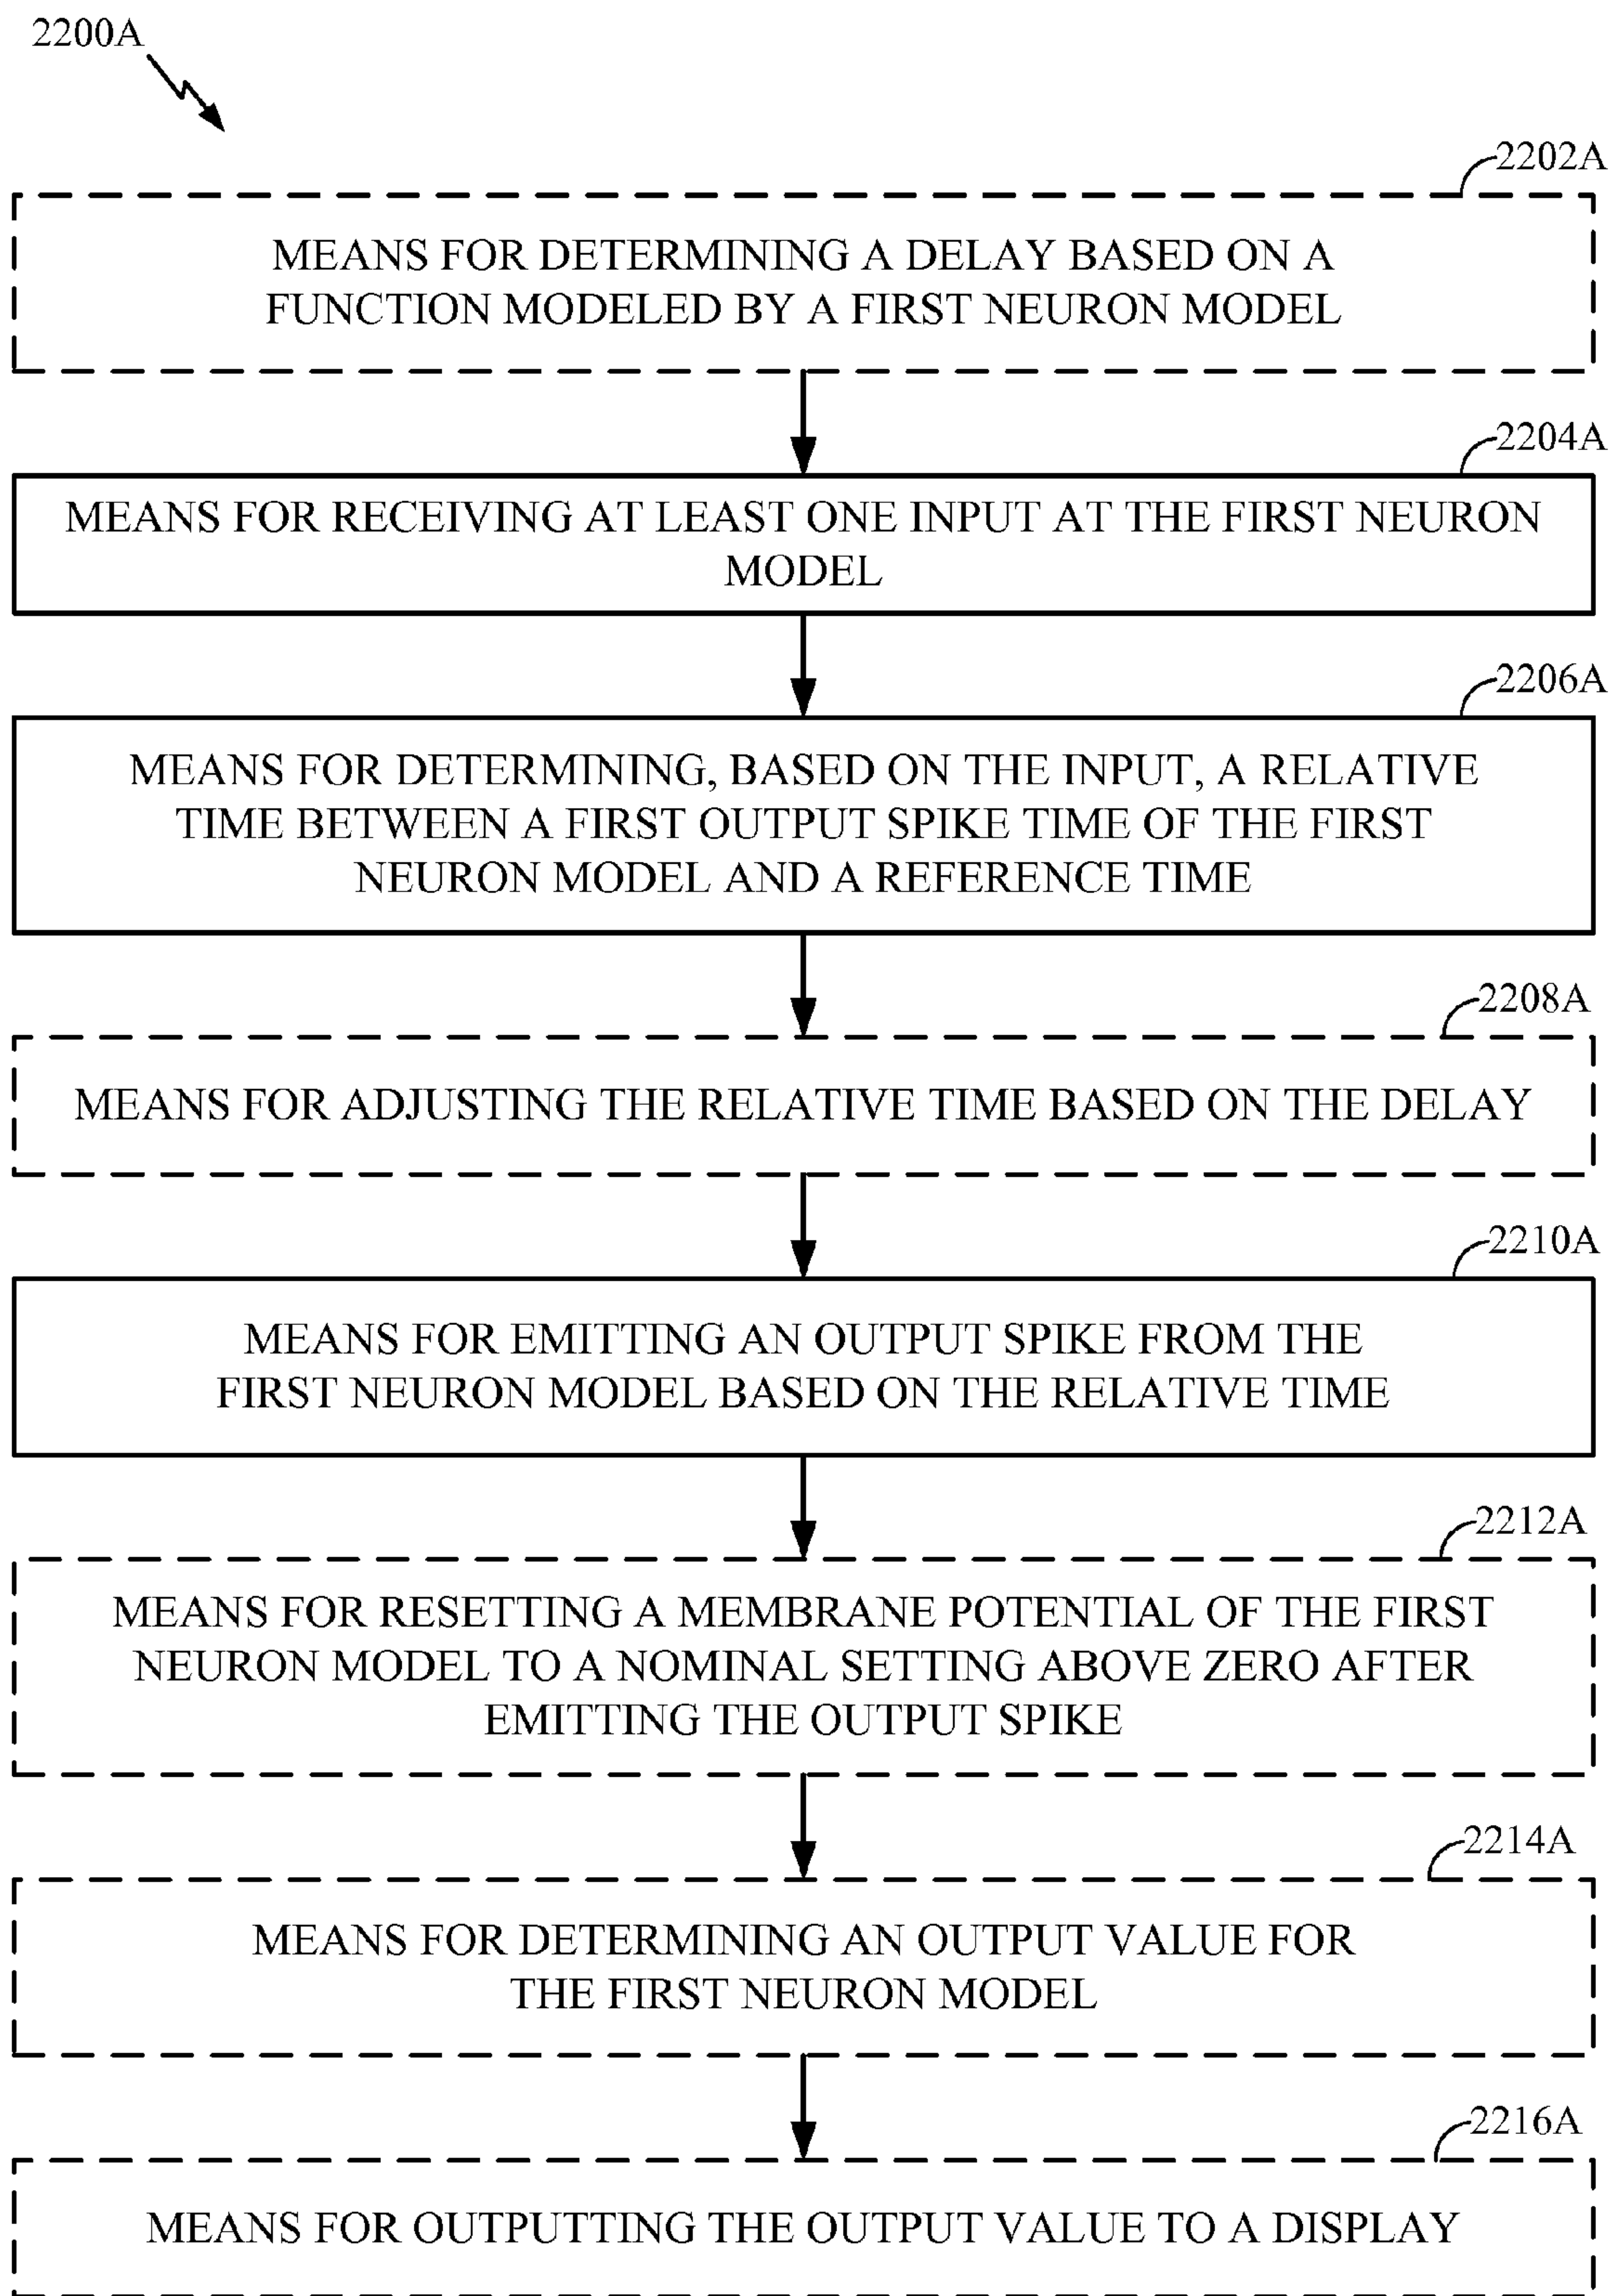 2200A
2202A
MEANS FOR DETERMINING A DELAY BASED ON A
FUNCTION MODELED BY A FIRST NEURON MODEL
2204A
MEANS FOR RECEIVING AT LEAST ONE INPUT AT THE FIRST NEURON
MODEL
2206A
MEANS FOR DETERMINING, BASED ON THE INPUT, A RELATIVE
TIME BETWEEN A FIRST OUTPUT SPIKE TIME OF THE FIRST
NEURON MODEL AND A REFERENCE TIME
2208A
MEANS FOR ADJUSTING THE RELATIVE TIME BASED ON THE DELAY
2210A
MEANS FOR EMITTING AN OUTPUT SPIKE FROM THE
FIRST NEURON MODEL BASED ON THE RELATIVE TIME
2212A
MEANS FOR RESETTING A MEMBRANE POTENTIAL OF THE FIRST
NEURON MODEL TO A NOMINAL SETTING ABOVE ZERO AFTER
EMITTING THE OUTPUT SPIKE
2214A
MEANS FOR DETERMINING AN OUTPUT VALUE FOR
THE FIRST NEURON MODEL
2216A
MEANS FOR OUTPUTTING THE OUTPUT VALUE TO A DISPLAY